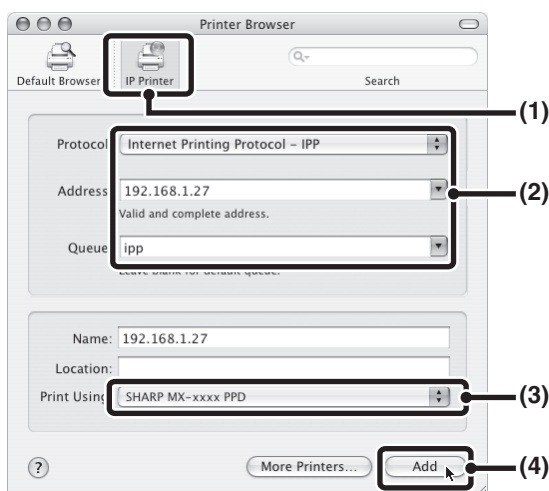 Printer Browser
Default Browser IP Printer Search
(1)
Protocol Internet Printing Protocol – IPP
Address 192.168.1.27 (2)
Valid and complete address.
Queue ipp
Leave blank for default queue.
Name: 192.168.1.27
Location:
Print Using SHARP MX-xxxx PPD (3)
? More Printers... Add (4)